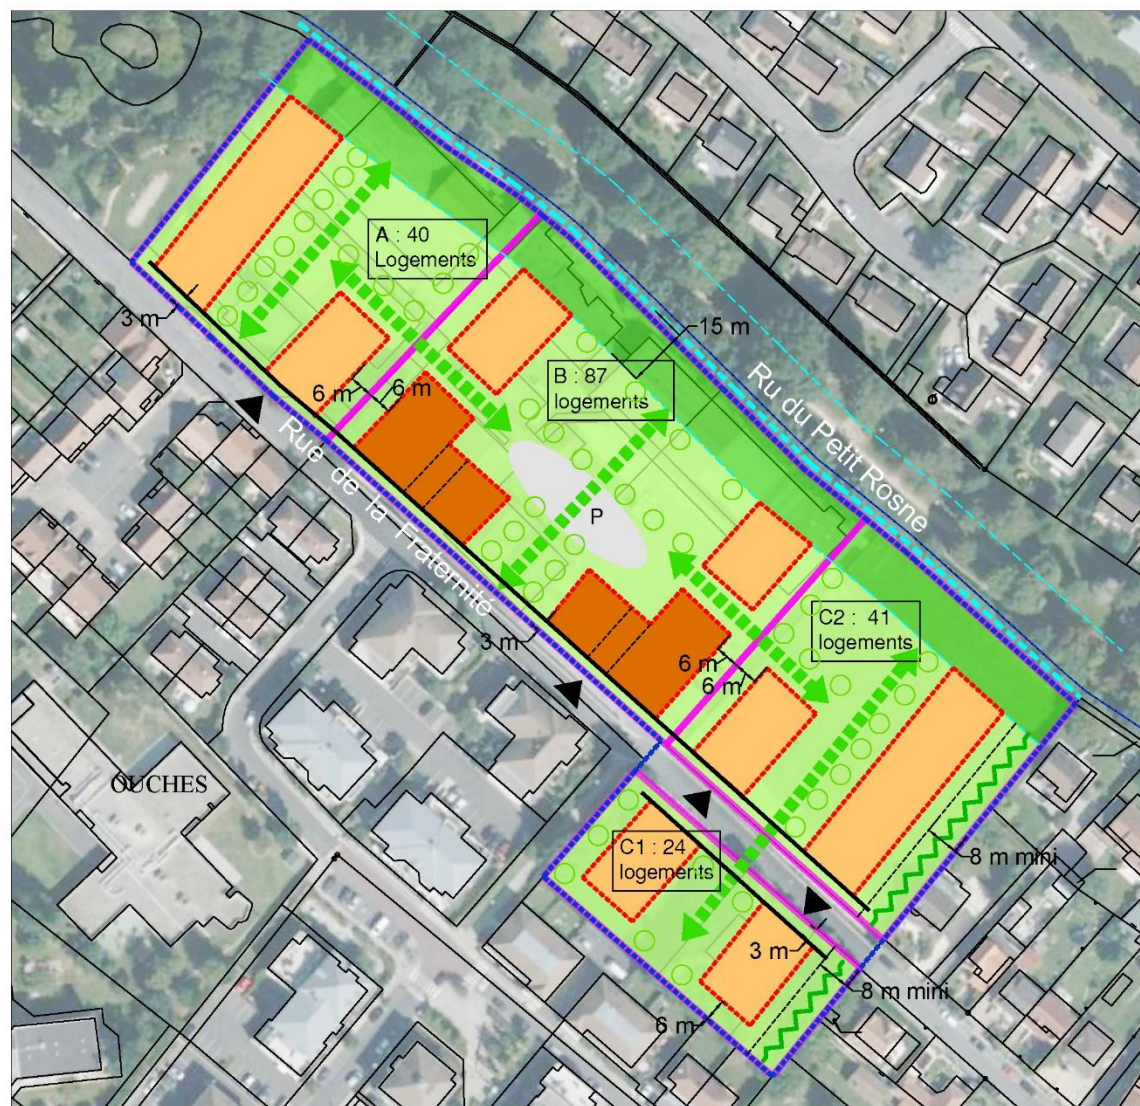 A : 40
Logements
3 m
15 m
B : 87
logements
6 m
6 m
Ru du Petit Rosne
Rue de la Fraternité
P
C2 : 41
logements
3 m
6 m
6 m
OUCHES
C1 : 24
logements
8 m mini
3 m
8 m mini
6 m